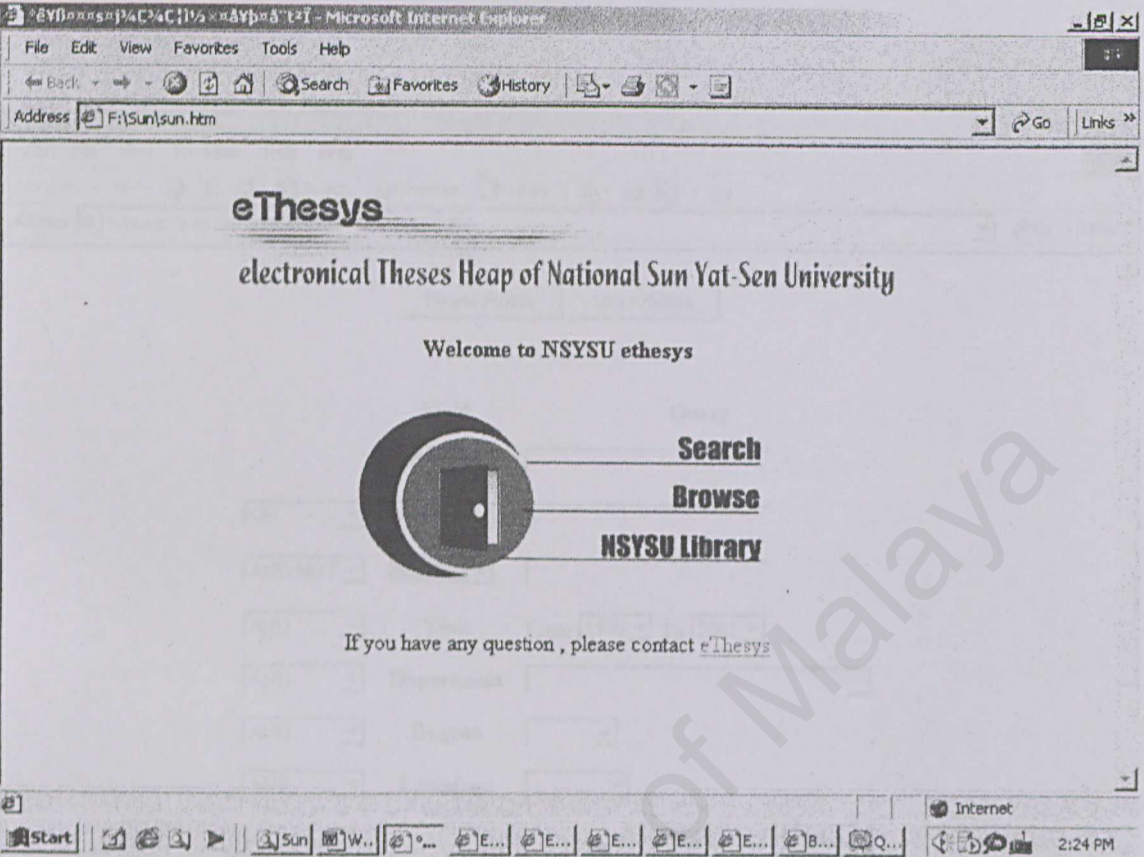 - Microsoft Internet Explorer
File Edit View Favorites Tools Help
Back Search Favorites History
Address F:\Sun\sun.htm Go Links »
eThesys
electronical Theses Heap of National Sun Yat-Sen University
Welcome to NSYSU ethesys
Search
Browse
NSYSU Library
If you have any question , please contact eThesys
Internet
Start Sun W... E... E... E... E... E... B... Q... 2:24 PM
of Malaya